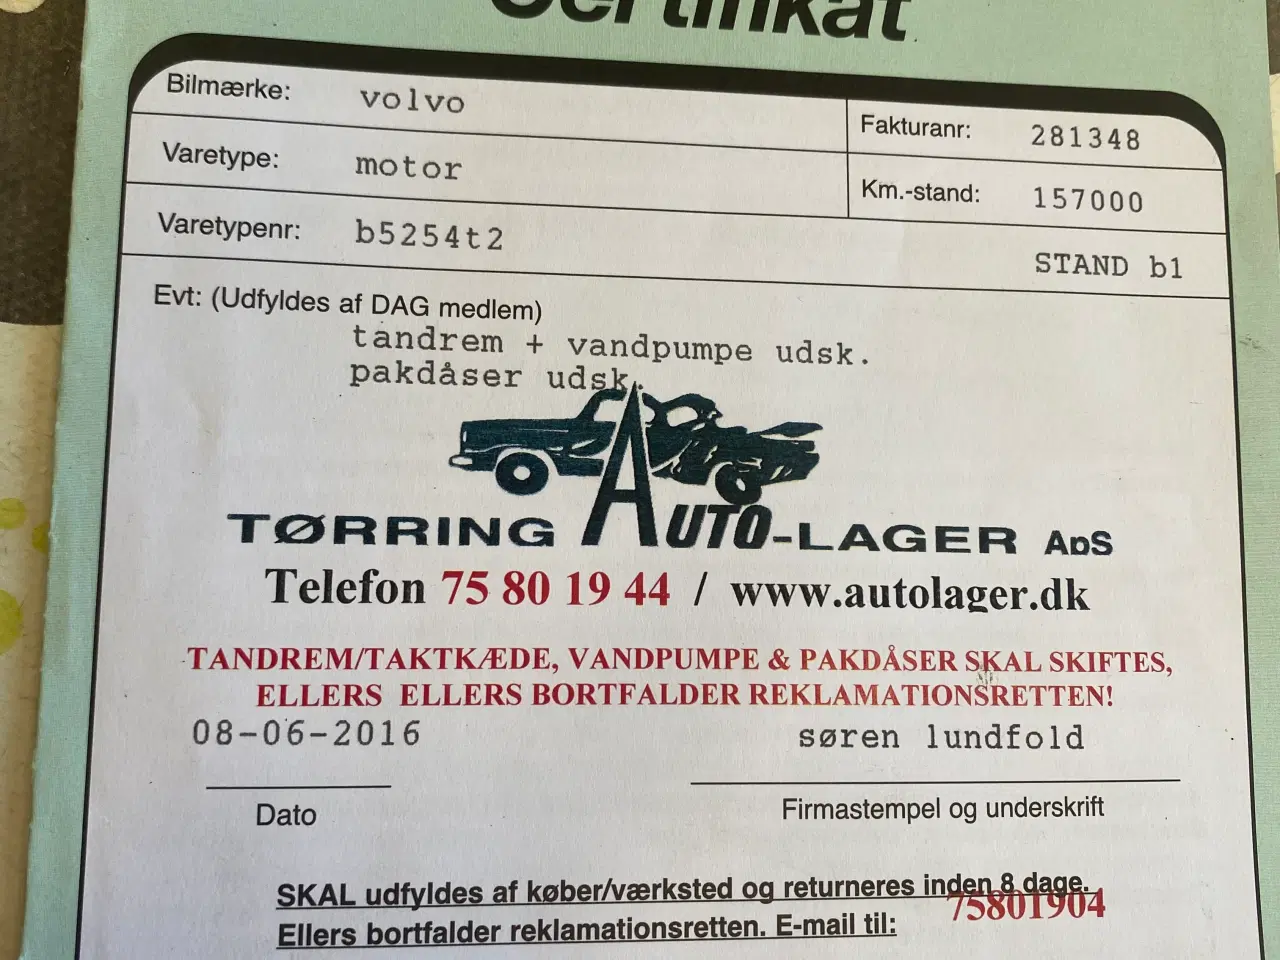 Certifikat
Bilmærke: volvo
Fakturanr: 281348
Varetype: motor
Km.-stand: 157000
Varetypenr: b5254t2
STAND b1
Evt: (Udfyldes af DAG medlem)
tandrem + vandpumpe udsk.
pakdåser udsk.
TØRRING AUTO-LAGER ApS
Telefon 75 80 19 44 / www.autolager.dk
TANDREM/TAKTKÆDE, VANDPUMPE & PAKDÅSER SKAL SKIFTES,
ELLERS ELLERS BORTFALDER REKLAMATIONSRETTEN!
08-06-2016 søren lundfold
Dato Firmastempel og underskrift
SKAL udfyldes af køber/værksted og returneres inden 8 dage.
75801904
Ellers bortfalder reklamationsretten. E-mail til: